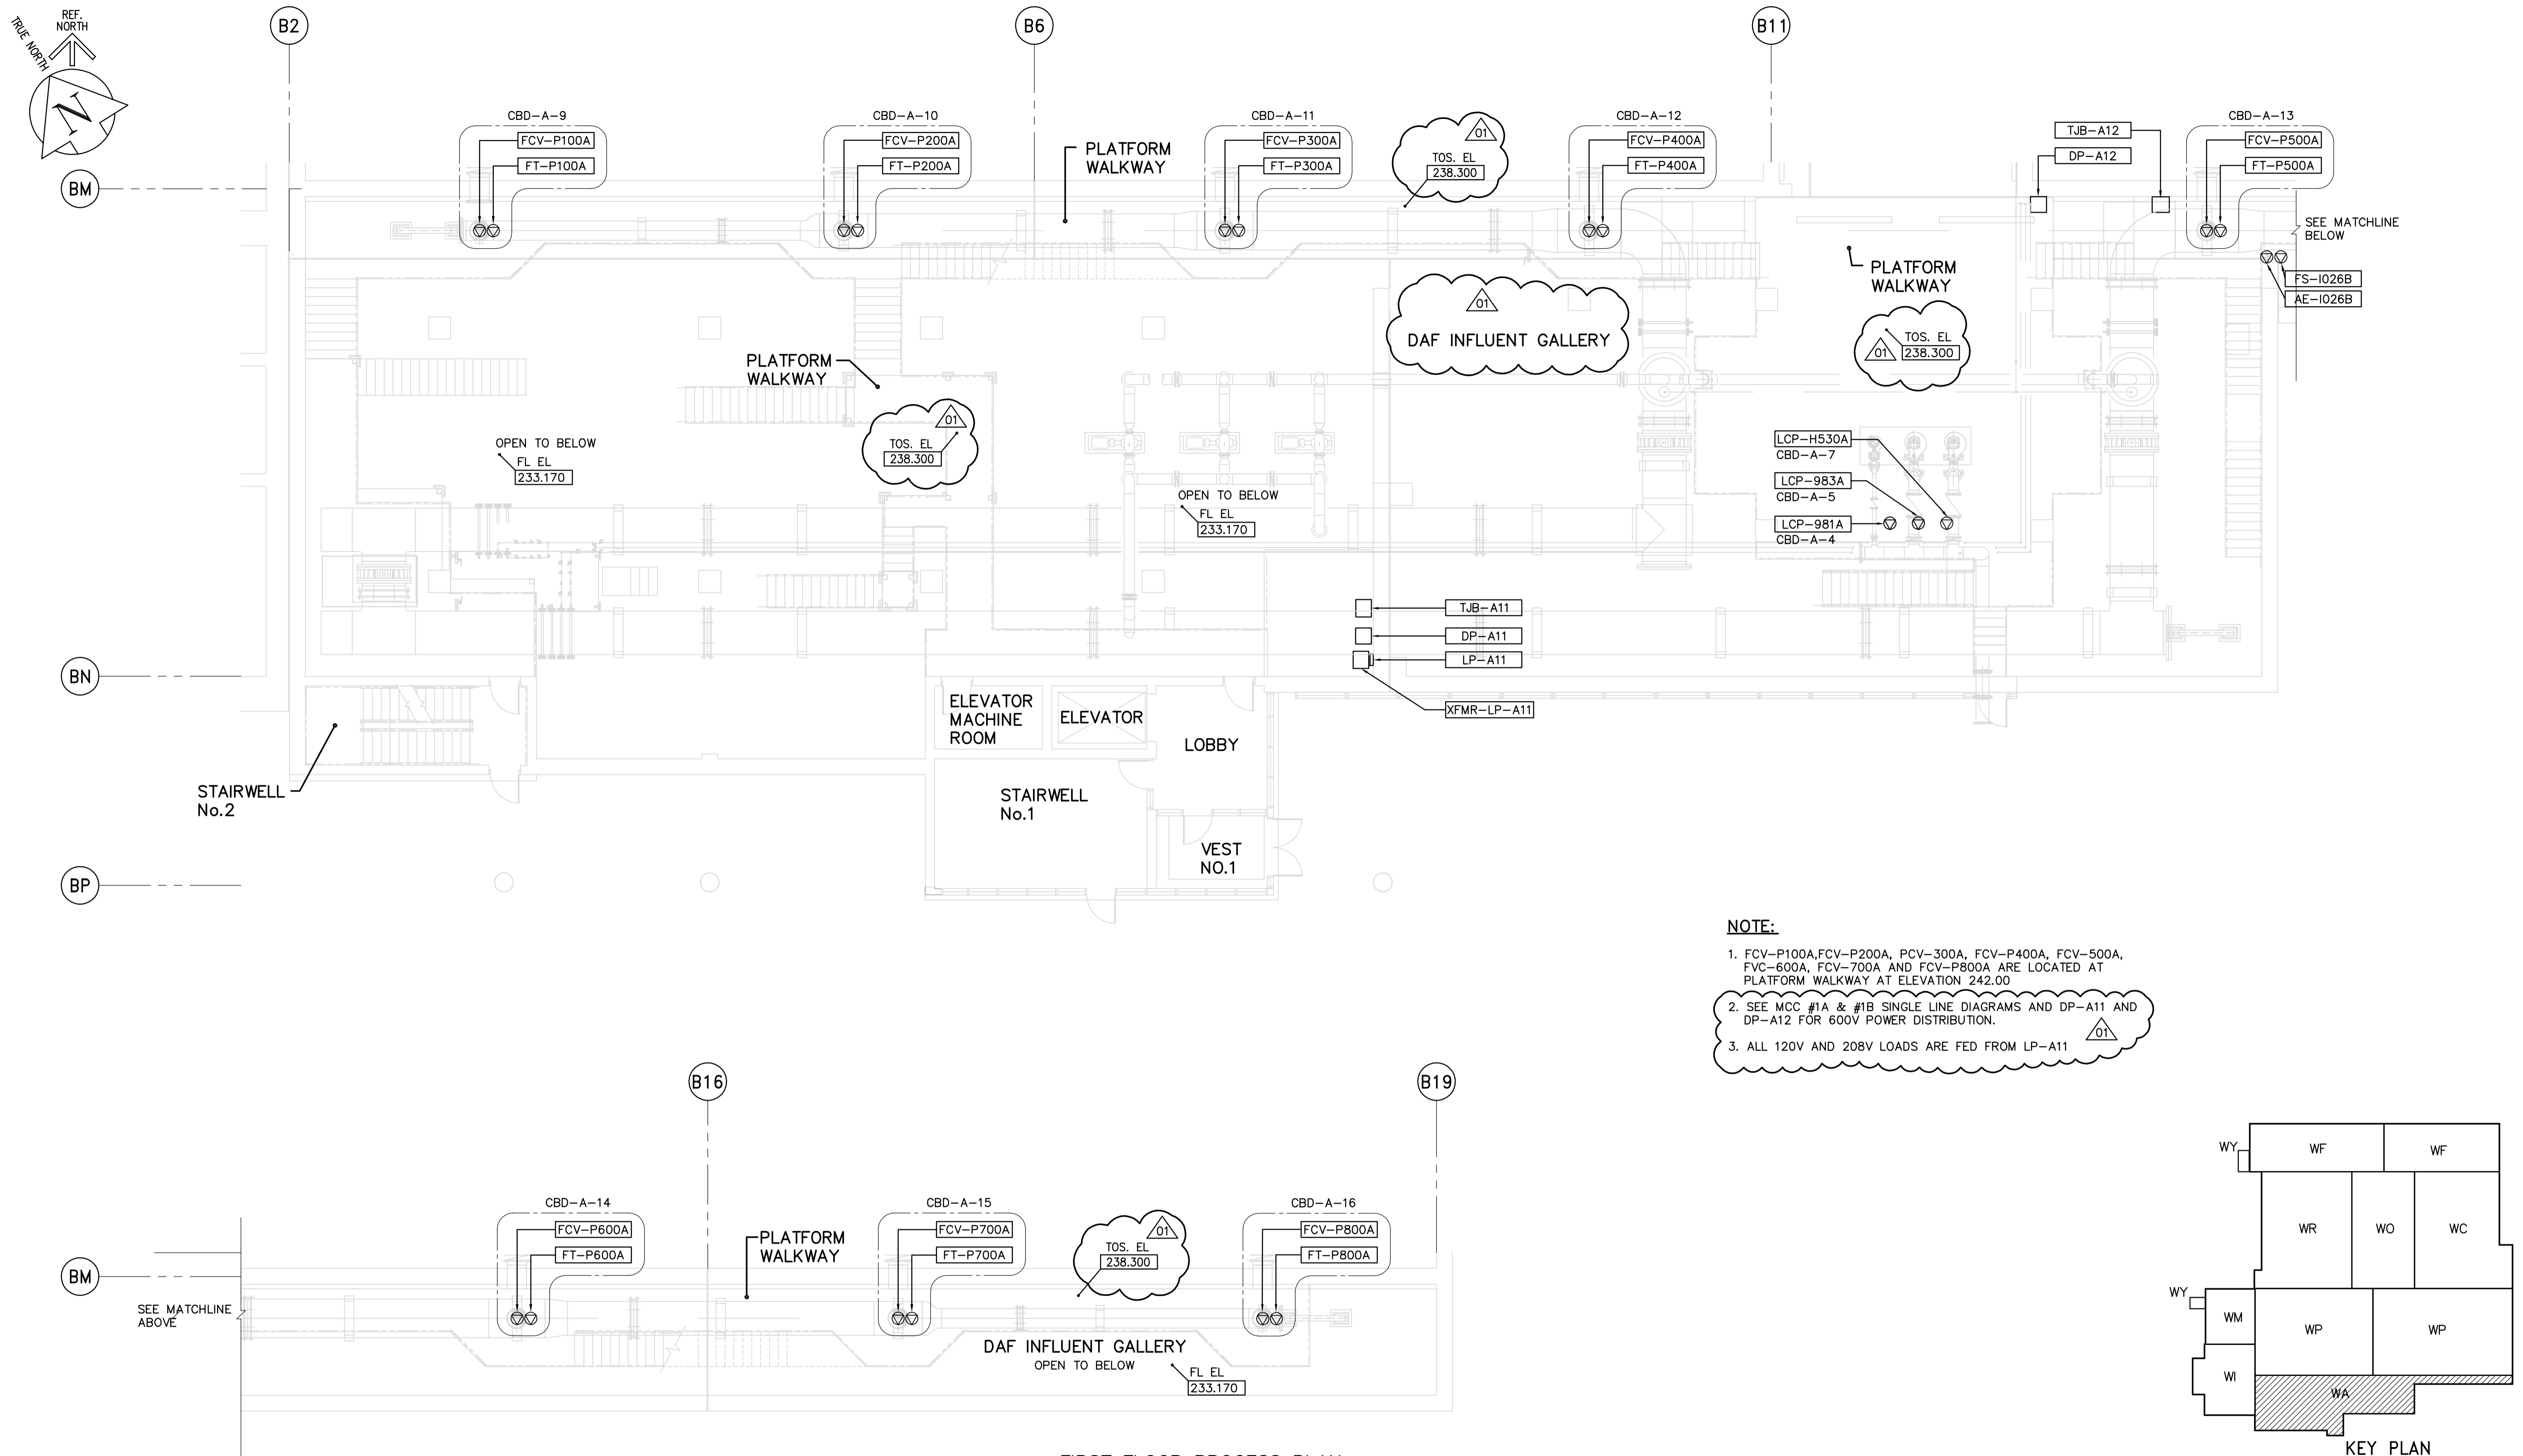 REF.
NORTH
TRUE NORTH
N
B2
B6
B11
CBD-A-9
FCV-P100A
FT-P100A
CBD-A-10
FCV-P200A
FT-P200A
PLATFORM
WALKWAY
CBD-A-11
FCV-P300A
FT-P300A
01
TOS. EL
238.300
CBD-A-12
FCV-P400A
FT-P400A
TJB-A12
DP-A12
CBD-A-13
FCV-P500A
FT-P500A
BM
SEE MATCHLINE
BELOW
FS-I026B
AE-I026B
PLATFORM
WALKWAY
01
DAF INFLUENT GALLERY
TOS. EL
01
238.300
PLATFORM
WALKWAY
01
TOS. EL
238.300
OPEN TO BELOW
FL EL
233.170
OPEN TO BELOW
FL EL
233.170
LCP-H530A
CBD-A-7
LCP-983A
CBD-A-5
LCP-981A
CBD-A-4
TJB-A11
DP-A11
LP-A11
XFMR-LP-A11
BN
ELEVATOR
MACHINE
ROOM
ELEVATOR
LOBBY
STAIRWELL
No.2
STAIRWELL
No.1
VEST
NO.1
BP
NOTE:
1. FCV-P100A,FCV-P200A, PCV-300A, FCV-P400A, FCV-500A,
FVC-600A, FCV-700A AND FCV-P800A ARE LOCATED AT
PLATFORM WALKWAY AT ELEVATION 242.00
2. SEE MCC #1A & #1B SINGLE LINE DIAGRAMS AND DP-A11 AND
DP-A12 FOR 600V POWER DISTRIBUTION.
01
3. ALL 120V AND 208V LOADS ARE FED FROM LP-A11
B16
B19
CBD-A-14
FCV-P600A
FT-P600A
PLATFORM
WALKWAY
CBD-A-15
FCV-P700A
FT-P700A
01
TOS. EL
238.300
CBD-A-16
FCV-P800A
FT-P800A
BM
SEE MATCHLINE
ABOVE
DAF INFLUENT GALLERY
OPEN TO BELOW
FL EL
233.170
WY
WF
WF
WR
WO
WC
WY
WM
WP
WP
WI
WA
KEY PLAN
FIRST FLOOR PROCESS PLAN